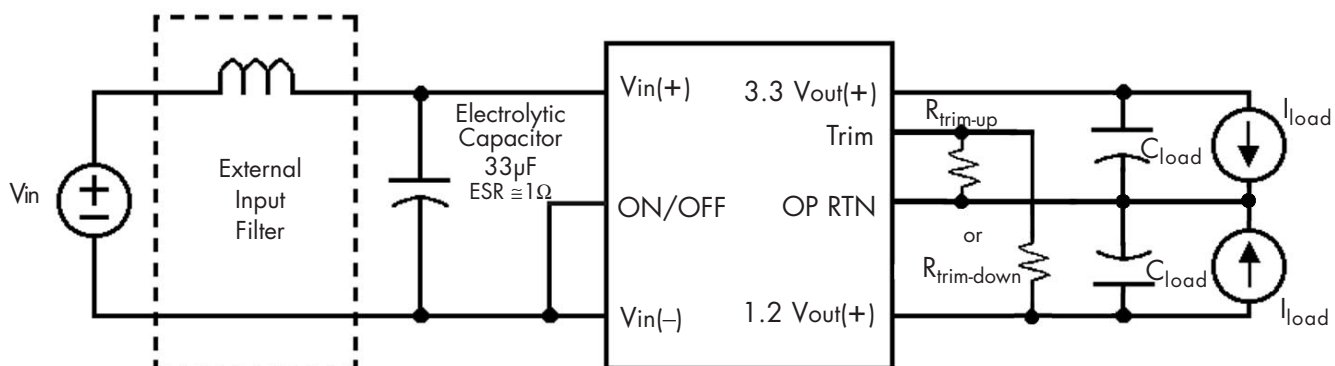 Vin
External
Input
Filter
Electrolytic
Capacitor
33µF
ESR ≅1Ω
Vin(+)
ON/OFF
Vin(–)
3.3 Vout(+)
Trim
OP RTN
1.2 Vout(+)
Rtrim-up
or
Rtrim-down
Cload
Iload
Cload
Iload